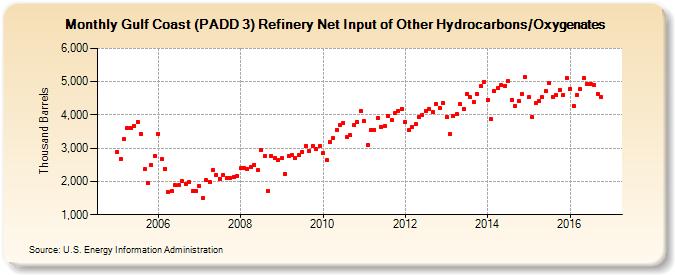 Monthly Gulf Coast (PADD 3) Refinery Net Input of Other Hydrocarbons/Oxygenates
Thousand Barrels
6,000
5,000
4,000
3,000
2,000
1,000
2006 2008 2010 2012 2014 2016
Source: U.S. Energy Information Administration